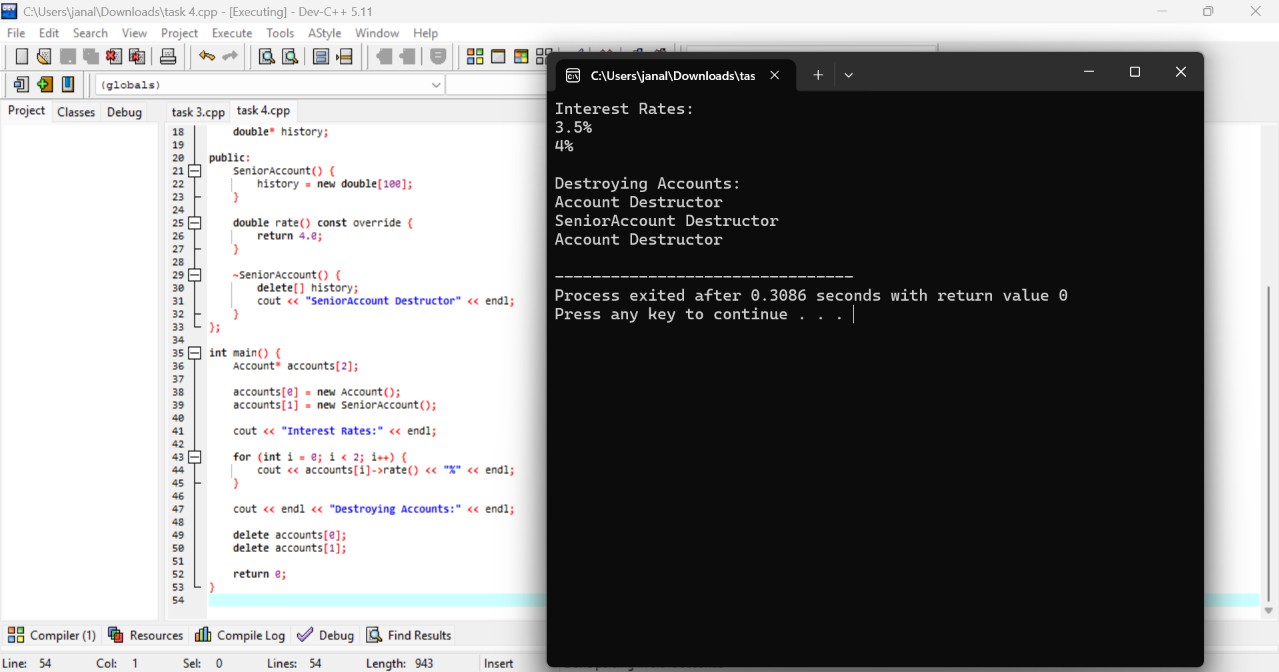 C:\Users\janal\Downloads\task 4.cpp - [Executing] - Dev-C++ 5.11
File Edit Search View Project Execute Tools AStyle Window Help
(globals)
Project Classes Debug
task 3.cpp task 4.cpp
18 double* history;
19
20 public:
21 SeniorAccount() {
22 history = new double[100];
23 }
24
25 double rate() const override {
26 return 4.0;
27 }
28
29 ~SeniorAccount() {
30 delete[] history;
31 cout << "SeniorAccount Destructor" << endl;
32 }
33 };
34
35 int main() {
36 Account* accounts[2];
37
38 accounts[0] = new Account();
39 accounts[1] = new SeniorAccount();
40
41 cout << "Interest Rates:" << endl;
42
43 for (int i = 0; i < 2; i++) {
44 cout << accounts[i]->rate() << "%" << endl;
45 }
46
47 cout << endl << "Destroying Accounts:" << endl;
48
49 delete accounts[0];
50 delete accounts[1];
51
52 return 0;
53 }
54
C:\Users\janal\Downloads\tas
Interest Rates:
3.5%
4%
Destroying Accounts:
Account Destructor
SeniorAccount Destructor
Account Destructor
--------------------------------
Process exited after 0.3086 seconds with return value 0
Press any key to continue . . .
Compiler (1) Resources Compile Log Debug Find Results
Line: 54 Col: 1 Sel: 0 Lines: 54 Length: 943 Insert